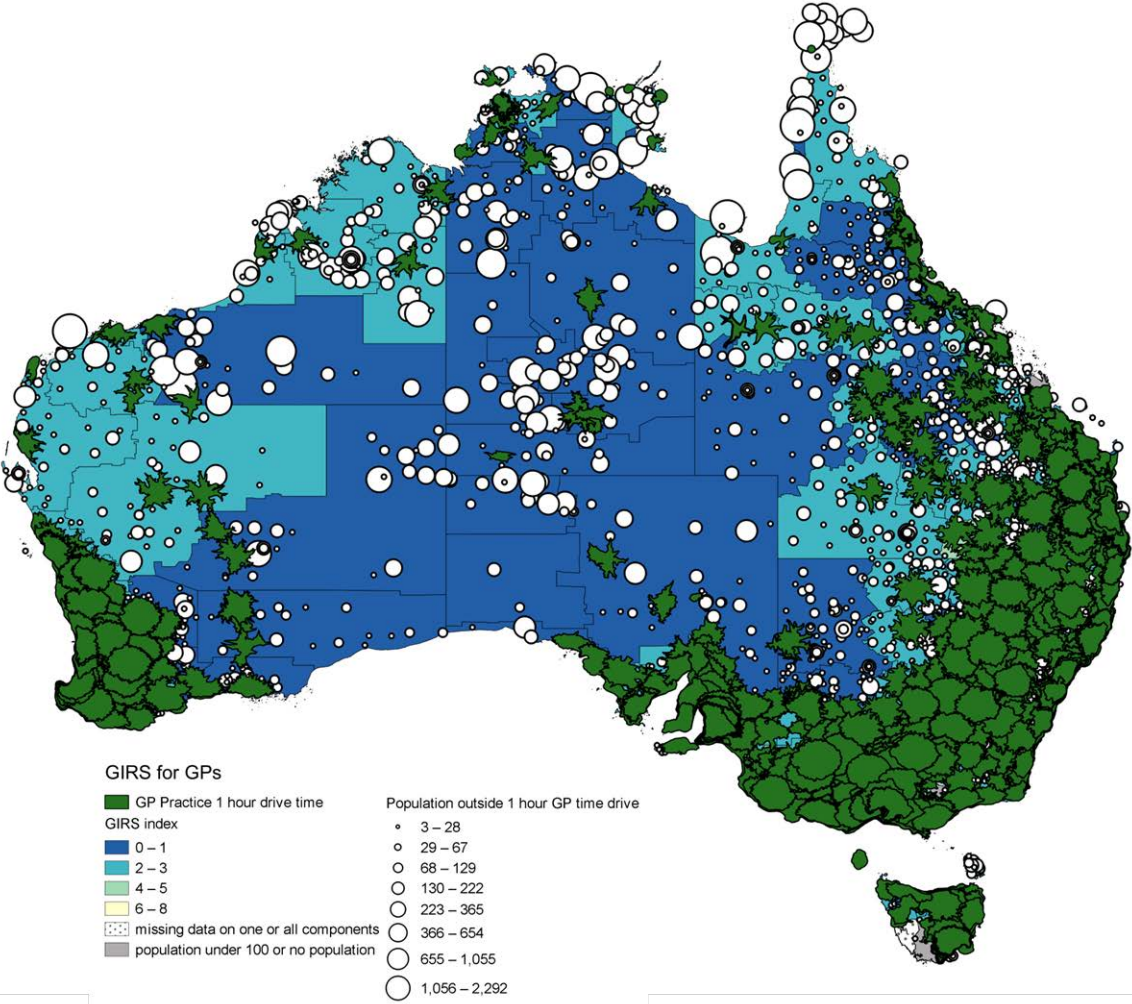 GIRS for GPs
GP Practice 1 hour drive time
GIRS index
0 – 1
2 – 3
4 – 5
6 – 8
missing data on one or all components
population under 100 or no population
Population outside 1 hour GP time drive
3 – 28
29 – 67
68 – 129
130 – 222
223 – 365
366 – 654
655 – 1,055
1,056 – 2,292